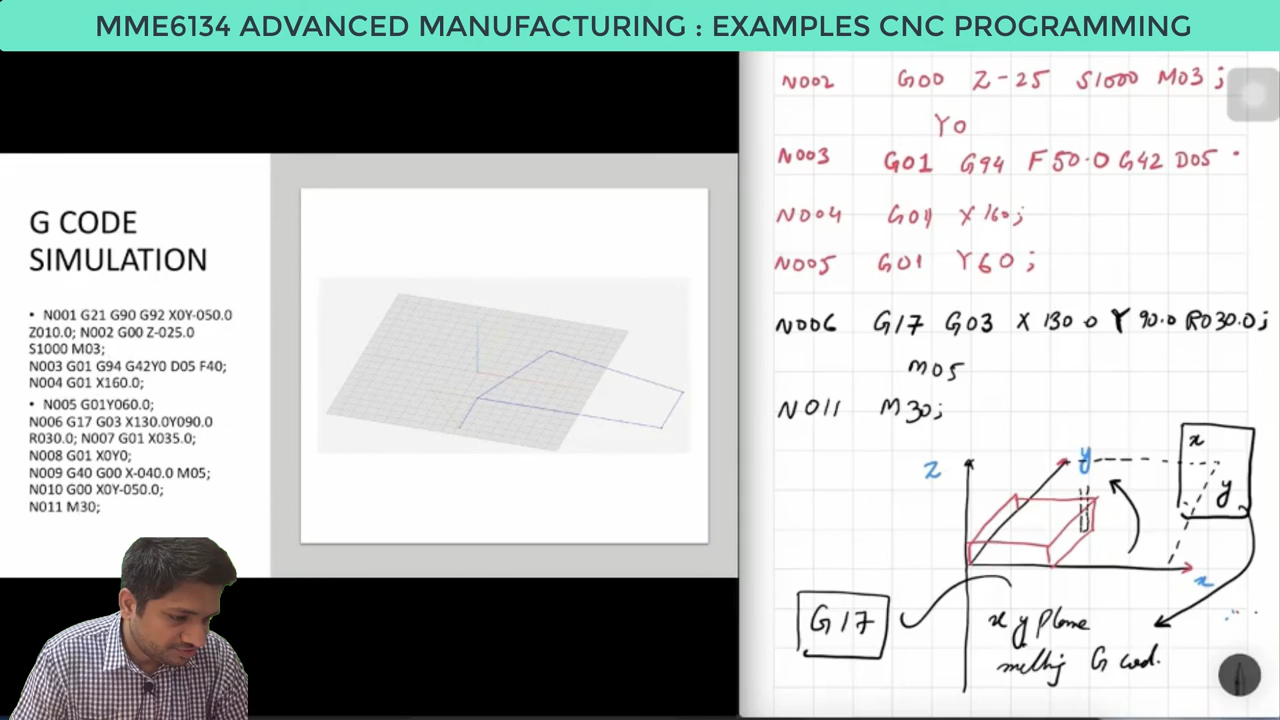 MME6134 ADVANCED MANUFACTURING : EXAMPLES CNC PROGRAMMING
G CODE
SIMULATION
• N001 G21 G90 G92 X0Y-050.0
Z010.0; N002 G00 Z-025.0
S1000 M03;
N003 G01 G94 G42Y0 D05 F40;
N004 G01 X160.0;
• N005 G01Y060.0;
N006 G17 G03 X130.0Y090.0
R030.0; N007 G01 X035.0;
N008 G01 X0Y0;
N009 G40 G00 X-040.0 M05;
N010 G00 X0Y-050.0;
N011 M30;
N002 G00 Z-25 S1000 M03;
Y0
N003 G01 G94 F50.0 G42 D05
N004 X160;
N005 G01 Y60;
N006 G17 G03 X 130.0 Y 90.0 R030.0;
M05
N011 M30;
z
y
x
y
x
G17
x y plane
G cod.